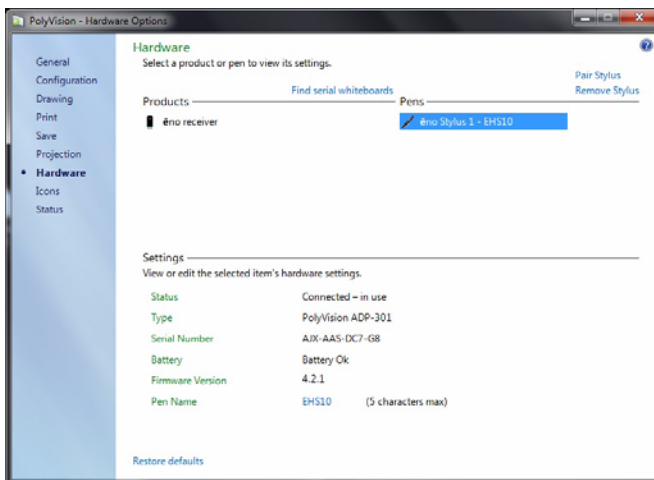 PolyVision - Hardware Options
General
Configuration
Drawing
Print
Save
Projection
Hardware
Icons
Status
Hardware
Select a product or pen to view its settings.
Pair Stylus
Find serial whiteboards
Remove Stylus
Products
Pens
ēno receiver
ēno Stylus 1 - EHS10
Settings
View or edit the selected item's hardware settings.
Status Connected – in use
Type PolyVision ADP-301
Serial Number AJX-AAS-DC7-G8
Battery Battery Ok
Firmware Version 4.2.1
Pen Name EHS10 (5 characters max)
Restore defaults